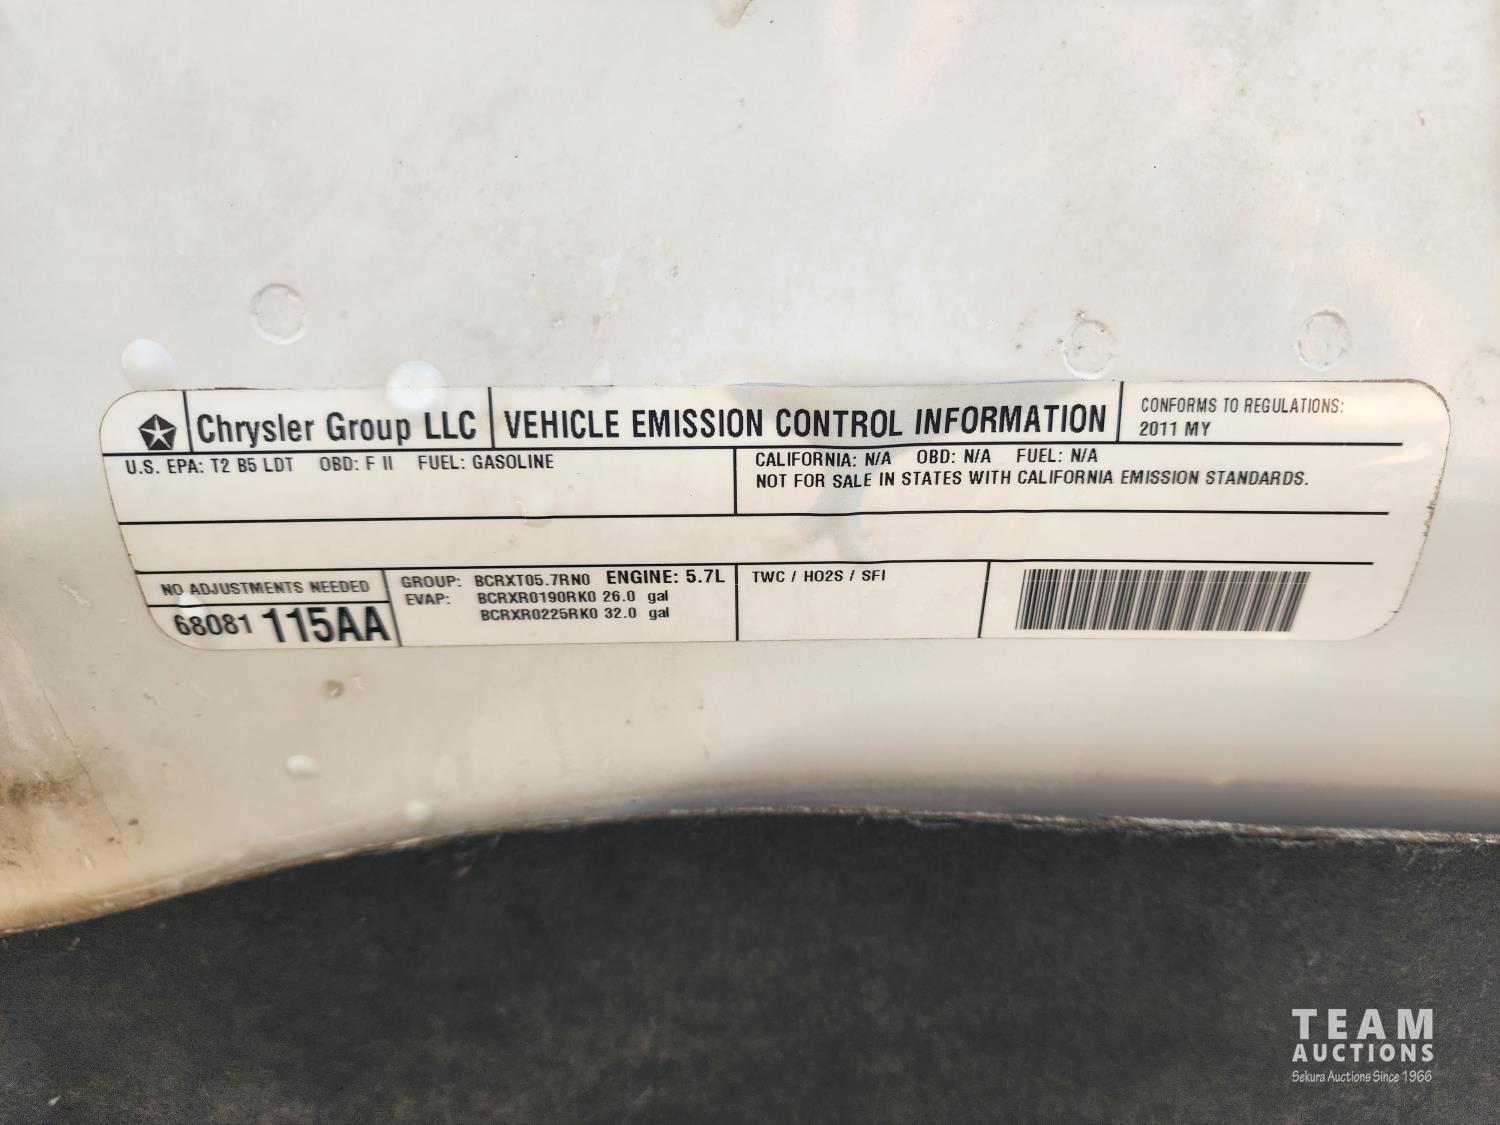 Chrysler Group LLC
VEHICLE EMISSION CONTROL INFORMATION
CONFORMS TO REGULATIONS:
2011 MY
U.S. EPA: T2 B5 LDT OBD: F II FUEL: GASOLINE
CALIFORNIA: N/A OBD: N/A FUEL: N/A
NOT FOR SALE IN STATES WITH CALIFORNIA EMISSION STANDARDS.
NO ADJUSTMENTS NEEDED
68081 115AA
GROUP: BCRXT05.7RN0 ENGINE: 5.7L
EVAP: BCRXR0190RK0 26.0 gal
BCRXR0225RK0 32.0 gal
TWC / HO2S / SFI
TEAM
AUCTIONS
Sekura Auctions Since 1966